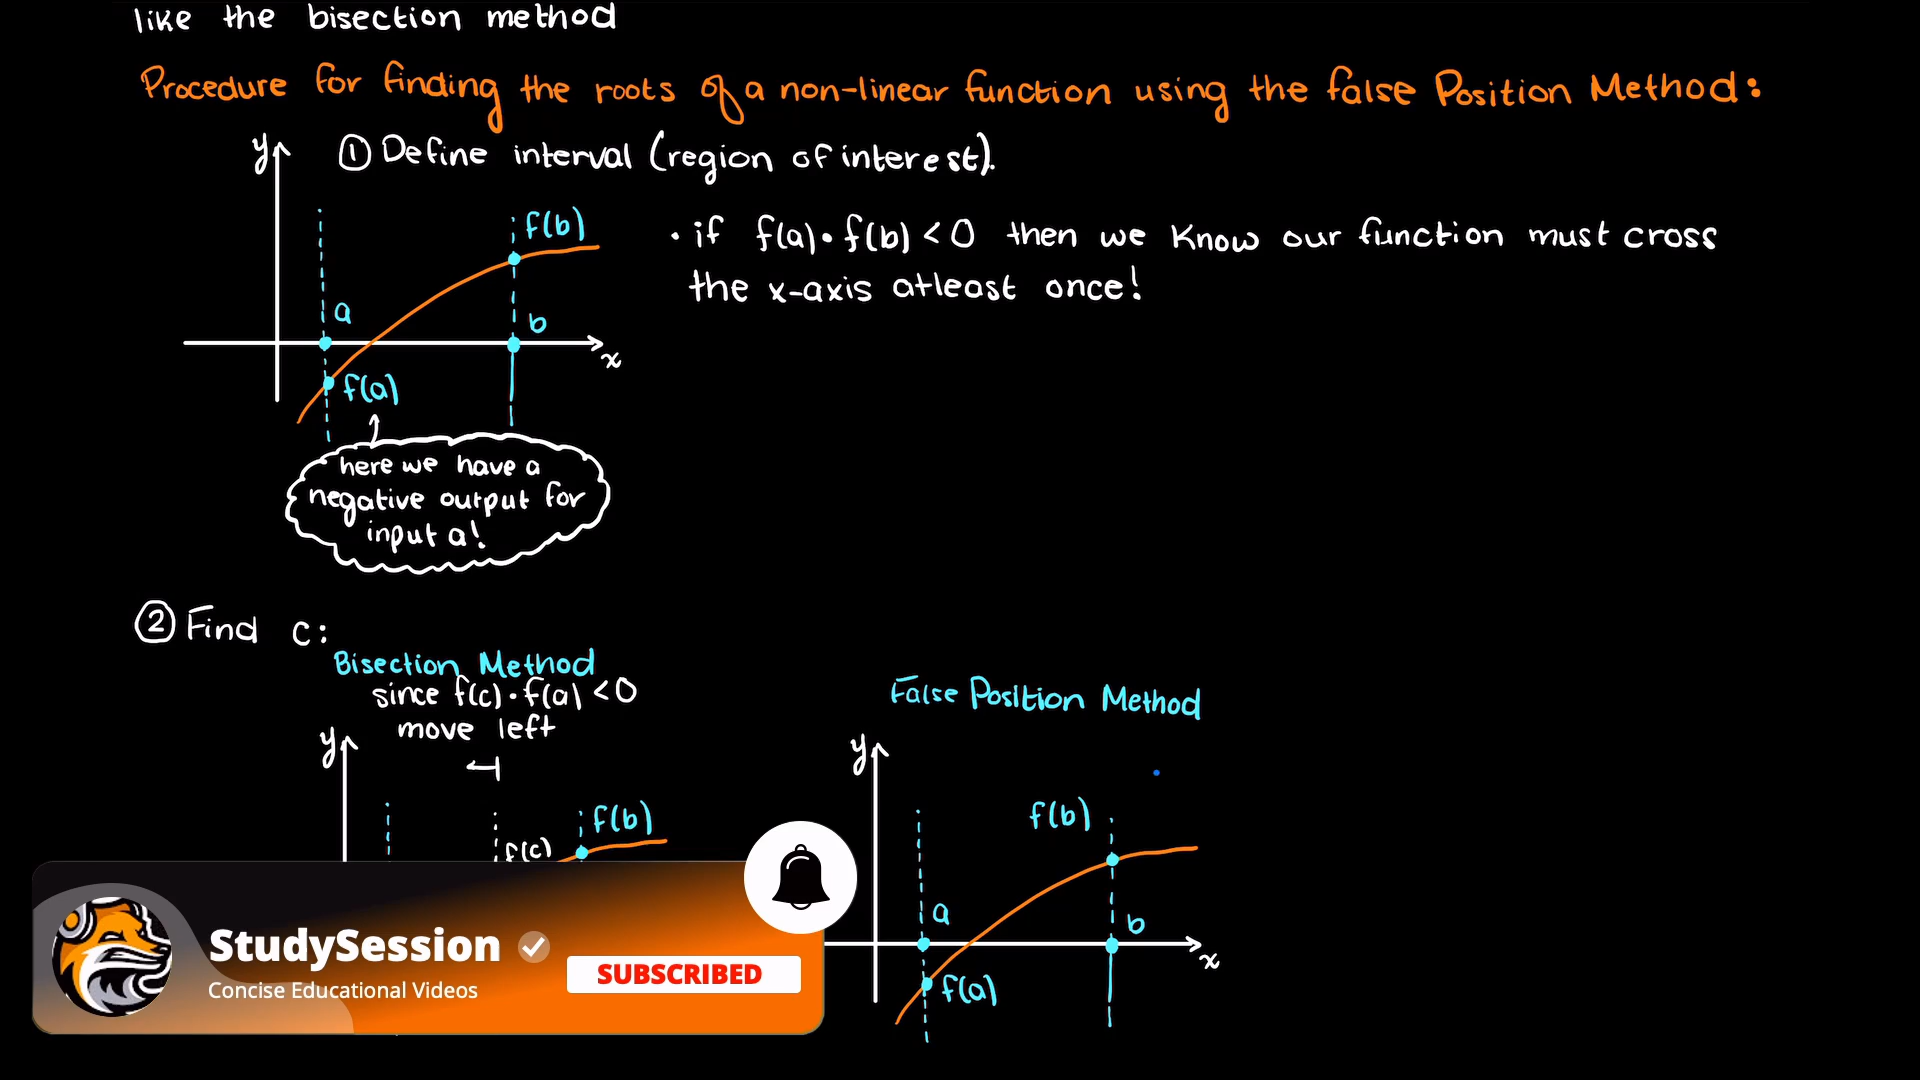 like the bisection method
Procedure for finding the roots of a non-linear function using the false Position Method:
y
① Define interval (region of interest).
f(b)
• if f(a)·f(b) < 0 then we know our function must cross
the x-axis atleast once!
a
b
x
f(a)
here we have a
negative output for
input a!
② Find c:
Bisection Method
since f(c)·f(a) < 0
move left
y
f(b)
f(c)
False Position Method
y
f(b)
a
b
x
f(a)
StudySession
Concise Educational Videos
SUBSCRIBED